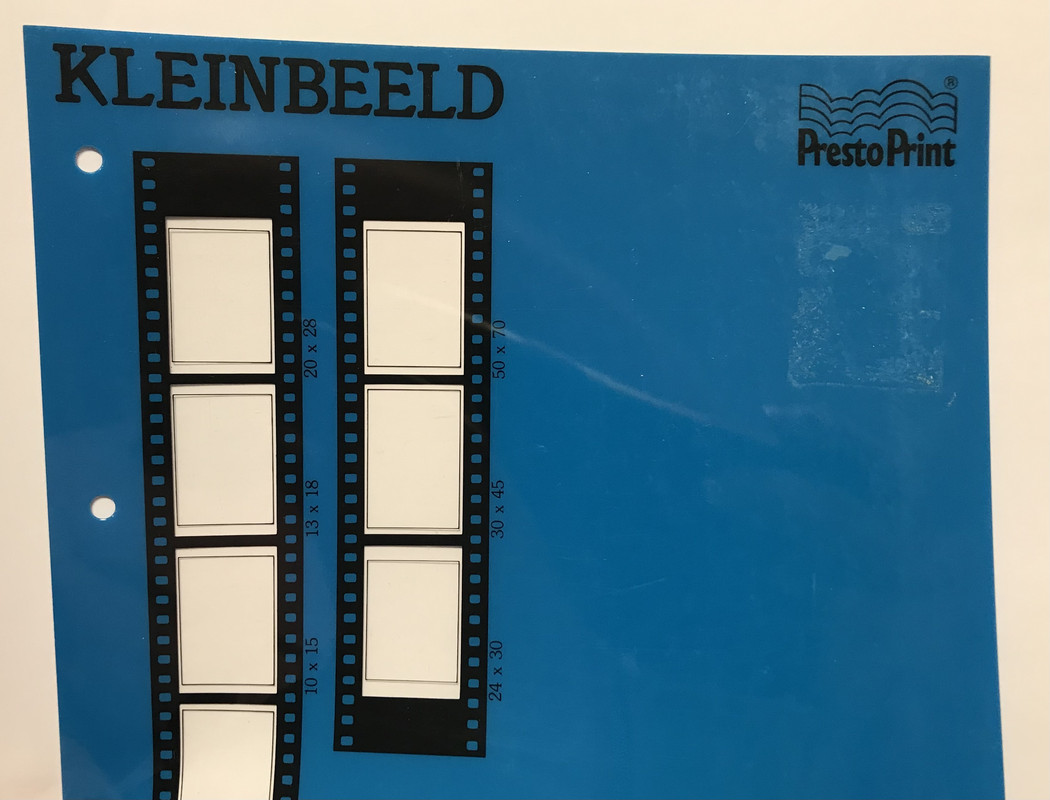 KLEINBEELD
®
PrestoPrint
20 x 28
50 x 70
13 x 18
30 x 45
10 x 15
24 x 30